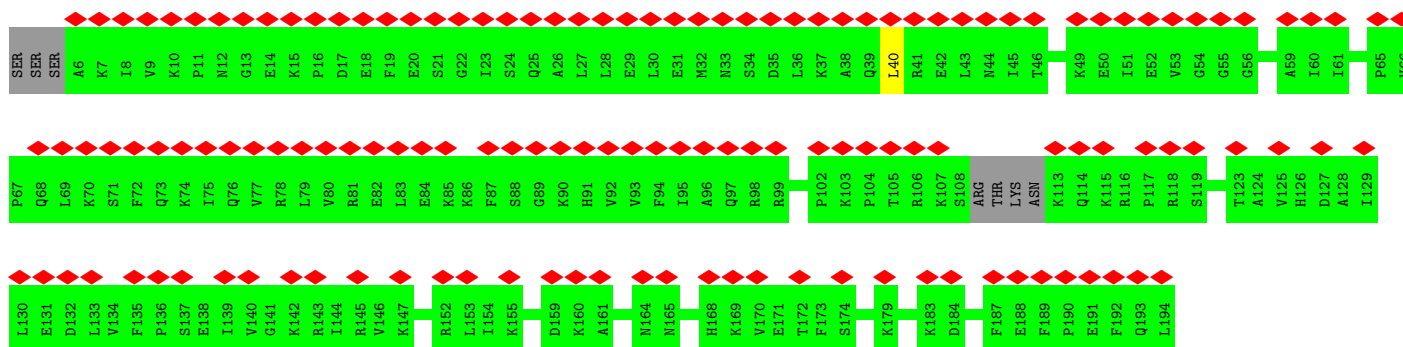 SER SER SER A6 K7 I8 V9 K10 P11 N12 G13 E14 K15 P16 D17 E18 F19 E20 S21 G22 I23 S24 Q25 A26 L27 L28 E29 L30 E31 M32 N33 S34 D35 L36 K37 A38 Q39 L40 R41 E42 L43 N44 I45 T46 K49 E50 I51 E52 V53 G54 G55 G56 A59 I60 I61 P65
P67 Q68 L69 K70 S71 F72 Q73 K74 I75 Q76 V77 R78 L79 V80 R81 E82 L83 E84 K85 K86 F87 S88 G89 K90 H91 V92 V93 F94 I95 A96 Q97 R98 R99 P102 K103 P104 T105 R106 K107 S108 ARG THR LYS ASN K113 Q114 K115 R116 P117 R118 S119 T123 A124 V125 H126 D127 A128 I129
L130 E131 D132 L133 V134 F135 P136 S137 E138 I139 V140 G141 K142 R143 I144 R145 V146 K147 R152 L153 I154 K155 D159 K160 A161 N164 N165 H168 K169 V170 E171 T172 F173 S174 K179 K183 D184 F187 E188 F189 P190 E191 F192 Q193 L194